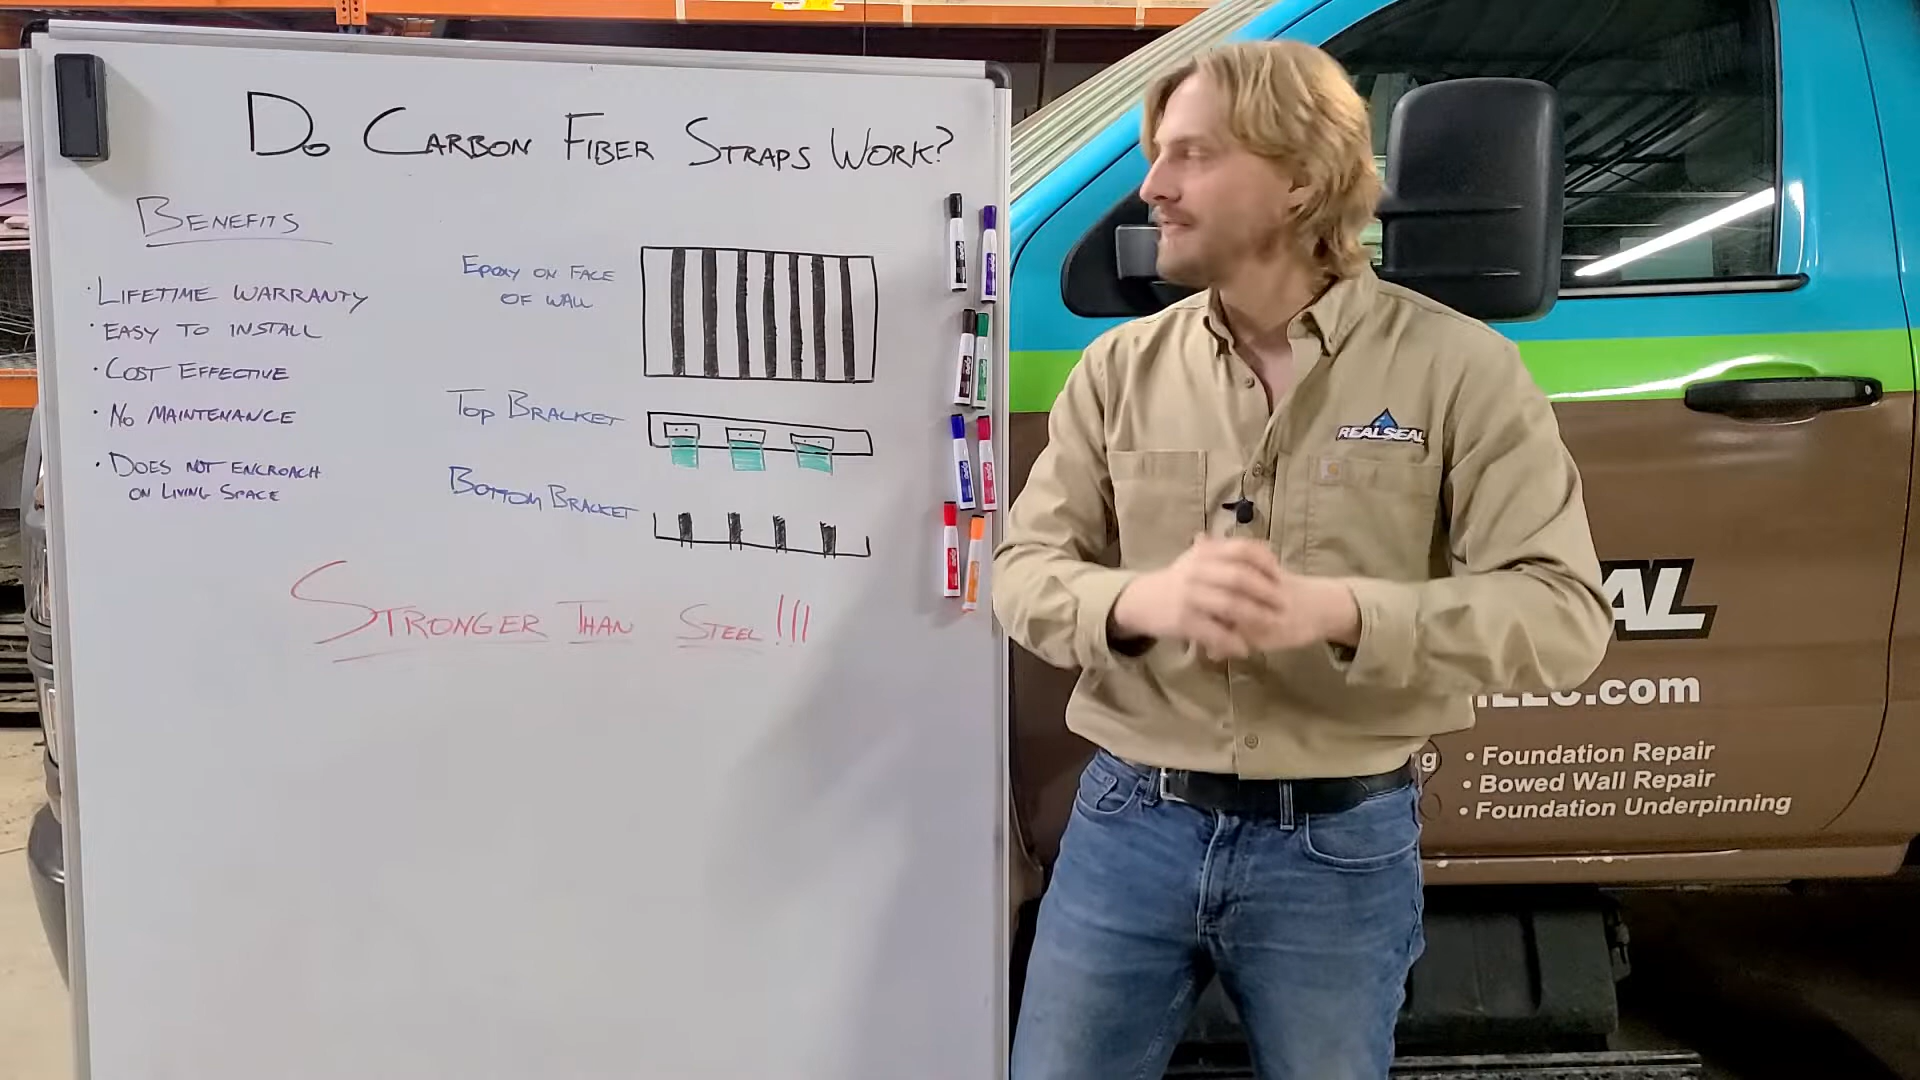 Do CARBON FIBER STRAPS WORK?
BENEFITS
· LIFETIME WARRANTY
· EASY TO INSTALL
· COST EFFECTIVE
· NO MAINTENANCE
· DOES NOT ENCROACH
ON LIVING SPACE
EPOXY ON FACE
OF WALL
TOP BRACKET
BOTTOM BRACKET
STRONGER THAN STEEL!!!
REALSEAL
AL
.com
• Foundation Repair
• Bowed Wall Repair
• Foundation Underpinning